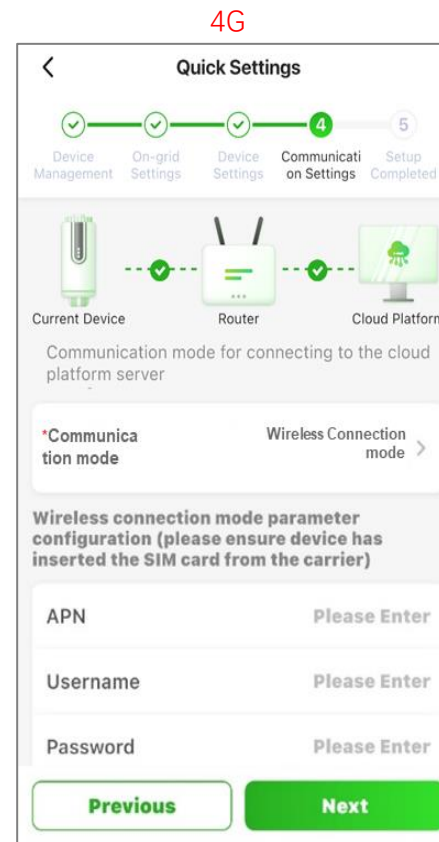 4G
Quick Settings
4
5
Device
Management
On-grid
Settings
Device
Settings
Communicati
on Settings
Setup
Completed
Current Device
Router
Cloud Platform
Communication mode for connecting to the cloud
platform server
*Communica
tion mode
Wireless Connection
mode
Wireless connection mode parameter
configuration (please ensure device has
inserted the SIM card from the carrier)
APN
Please Enter
Username
Please Enter
Password
Please Enter
Previous
Next